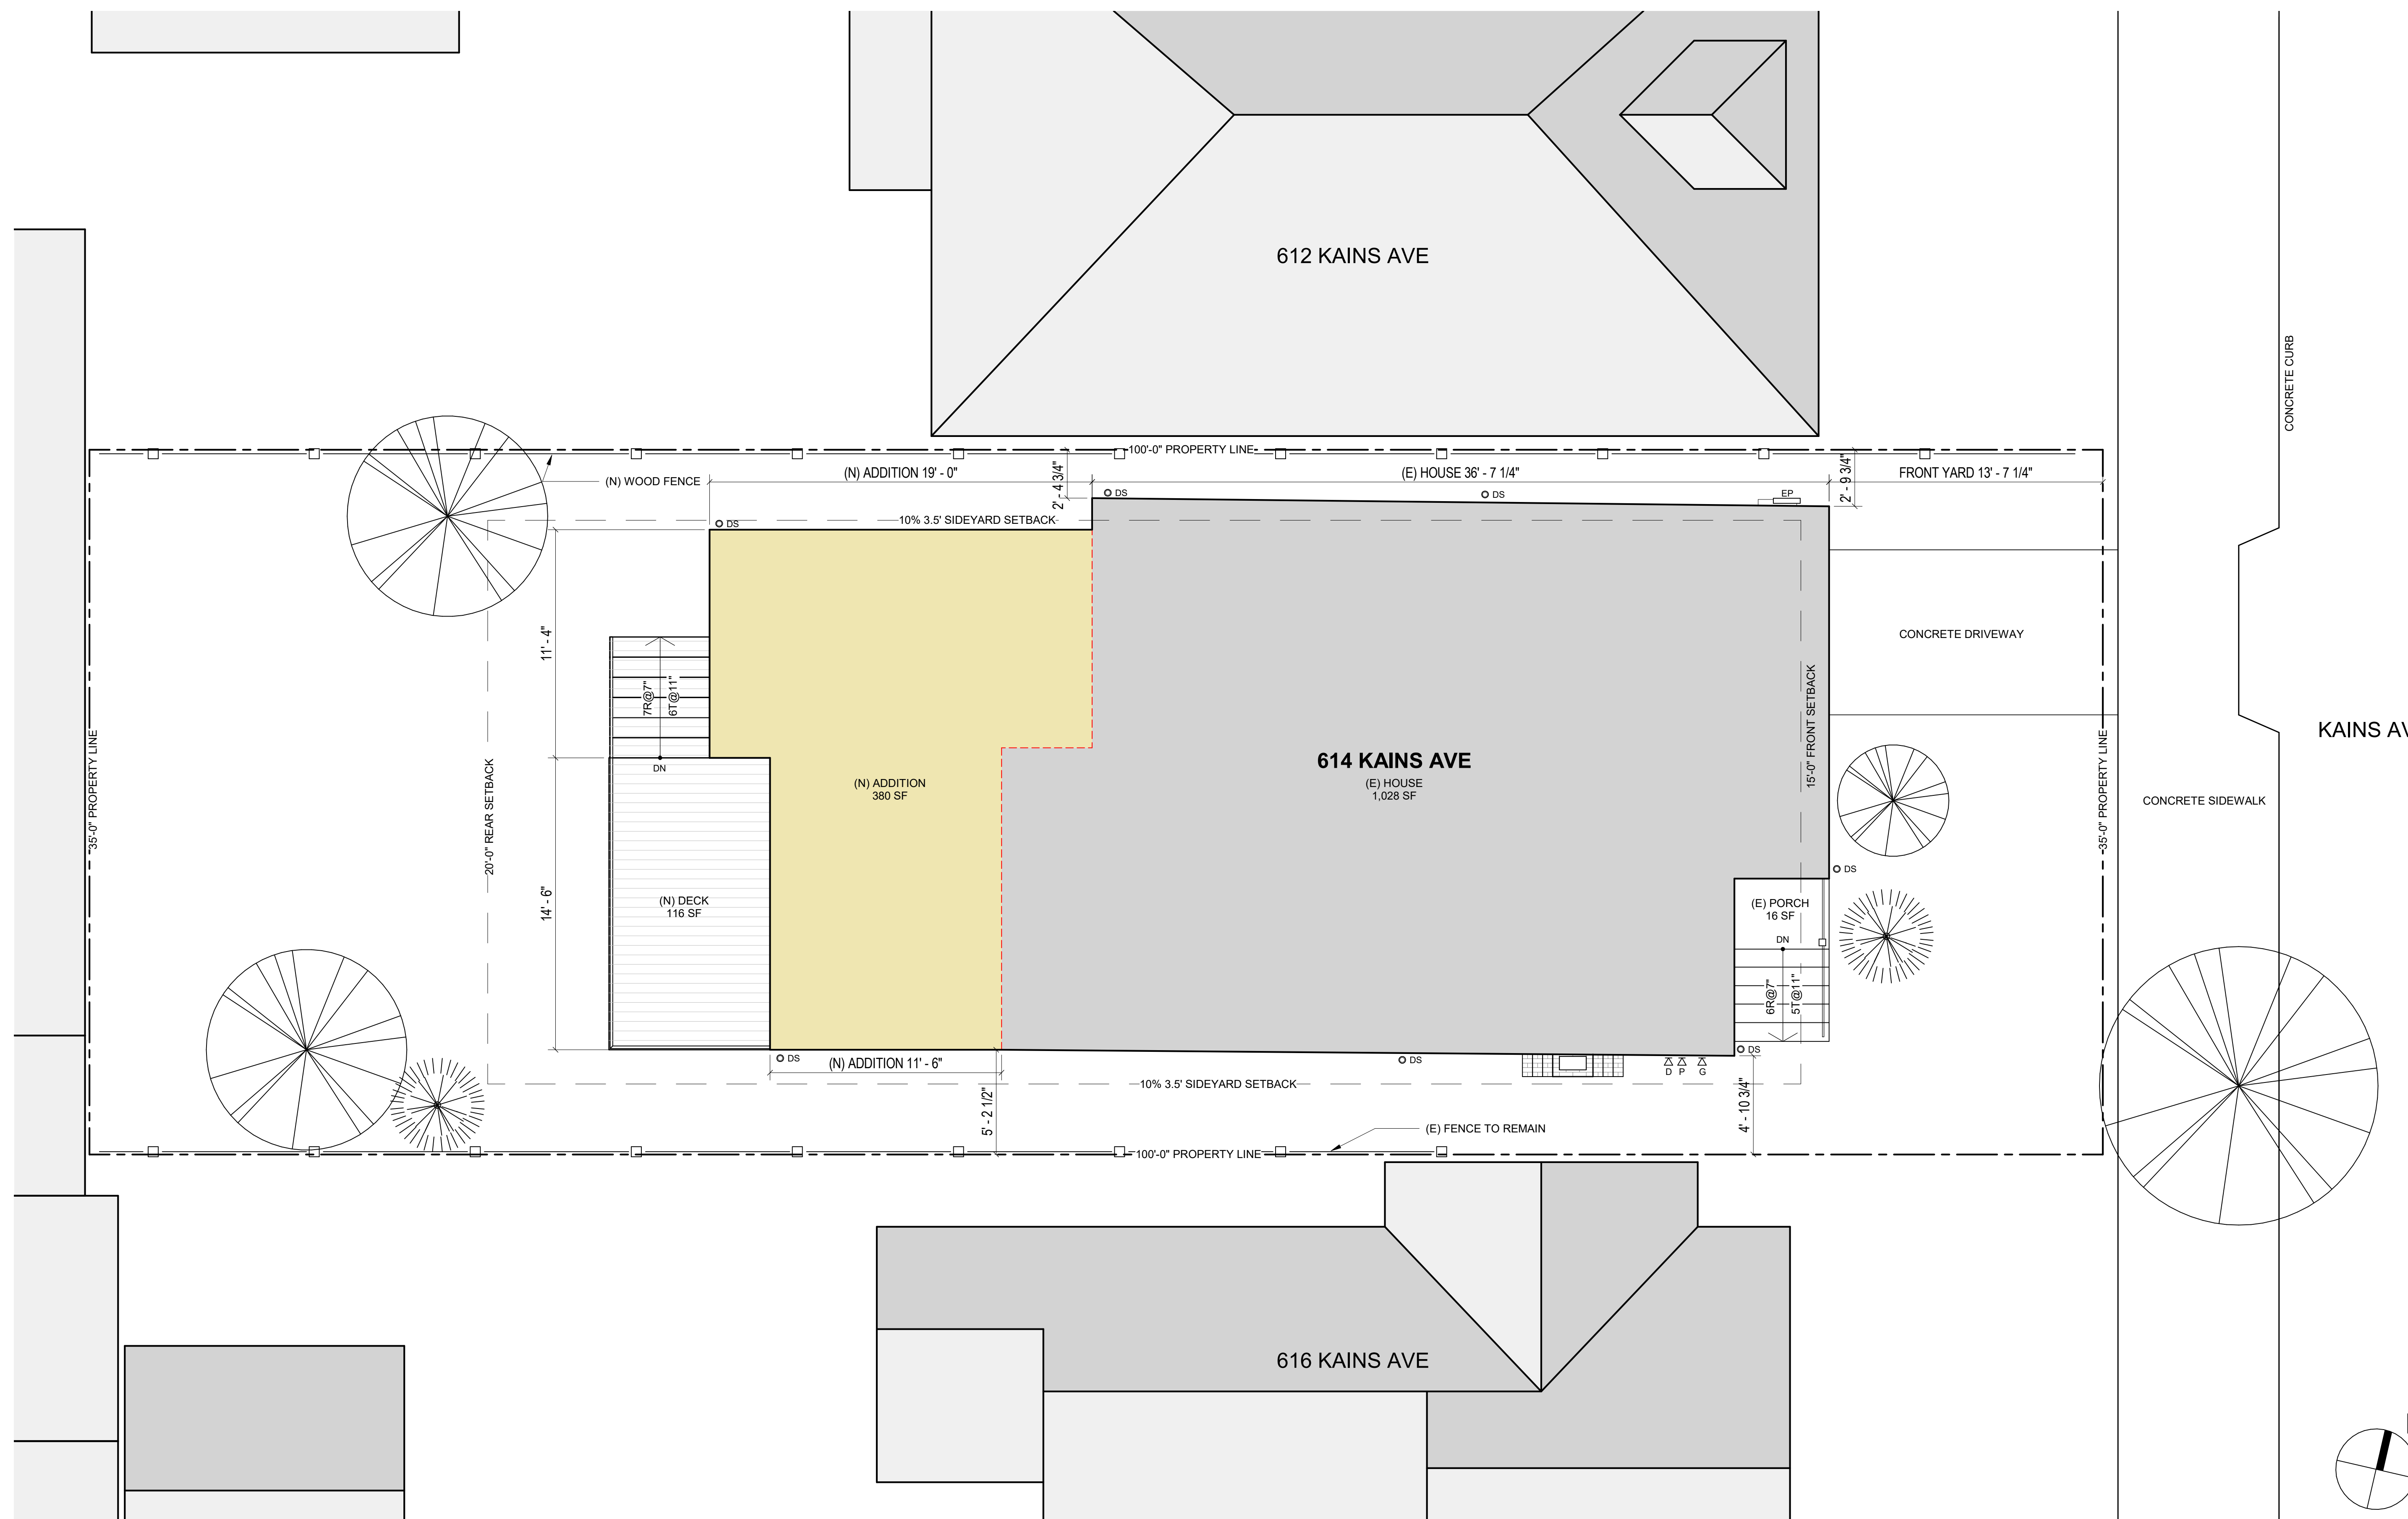 612 KAINS AVE
CONCRETE CURB
100'-0" PROPERTY LINE
(N) WOOD FENCE
(N) ADDITION 19' - 0"
2' - 4 3/4"
(E) HOUSE 36' - 7 1/4"
2' - 9 3/4"
FRONT YARD 13' - 7 1/4"
DS
DS
EP
DS
10% 3.5' SIDEYARD SETBACK
11' - 4"
7R@7"
6T@11"
DN
CONCRETE DRIVEWAY
15'-0" FRONT SETBACK
KAINS AV
35'-0" PROPERTY LINE
20'-0" REAR SETBACK
(N) ADDITION
380 SF
614 KAINS AVE
(E) HOUSE
1,028 SF
35'-0" PROPERTY LINE
CONCRETE SIDEWALK
DS
14' - 6"
(N) DECK
116 SF
(E) PORCH
16 SF
DN
6R@7"
5T@11"
DS
(N) ADDITION 11' - 6"
DS
DS
D P G
10% 3.5' SIDEYARD SETBACK
5' - 2 1/2"
4' - 10 3/4"
(E) FENCE TO REMAIN
100'-0" PROPERTY LINE
616 KAINS AVE